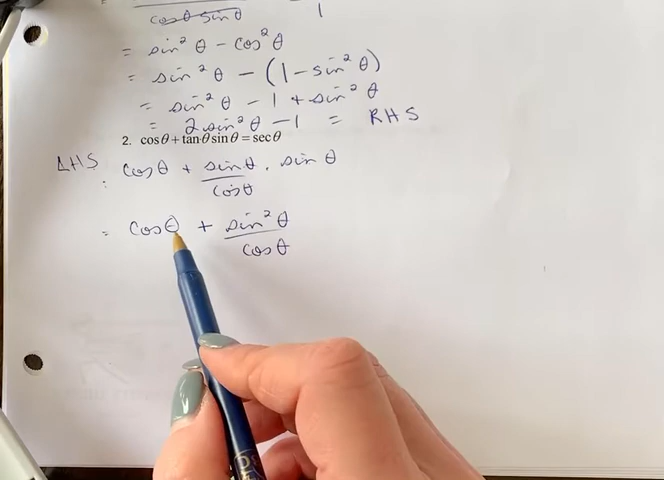 cosθ sinθ 1
= sin²θ - cos²θ
= sin²θ - (1 - sin²θ)
= sin²θ - 1 + sin²θ
= 2sin²θ - 1 = RHS
2. cosθ + tanθ sinθ = secθ
LHS: cosθ + sinθ/cosθ · sinθ
= cosθ + sin²θ/cosθ